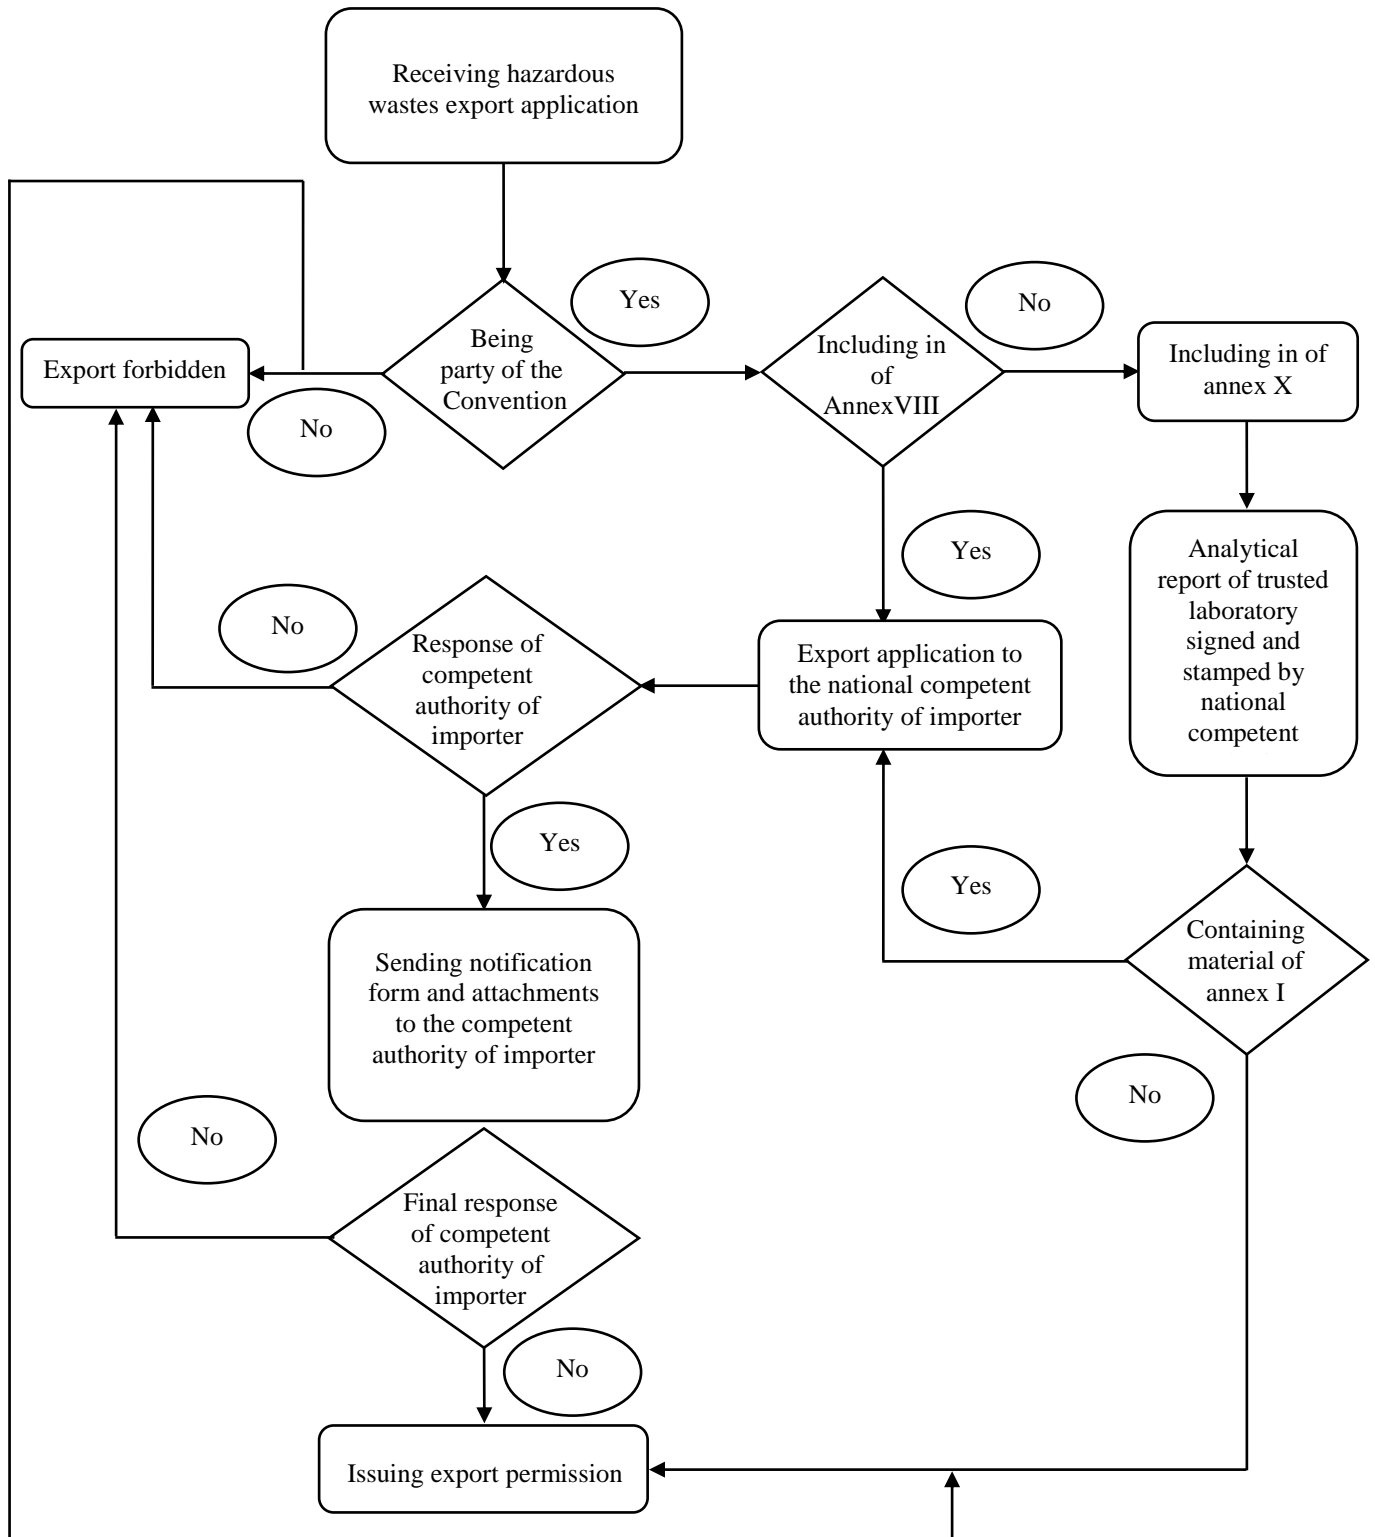 Receiving hazardous
wastes export application
Yes
No
Export forbidden
Being
party of the
Convention
Including in
of
AnnexVIII
Including in of
annex X
No
Yes
Analytical
report of trusted
laboratory
signed and
stamped by
national
competent
No
Response of
competent
authority of
importer
Export application to
the national competent
authority of importer
Yes
Yes
Containing
material of
annex I
Sending notification
form and attachments
to the competent
authority of importer
No
No
Final response
of competent
authority of
importer
No
Issuing export permission